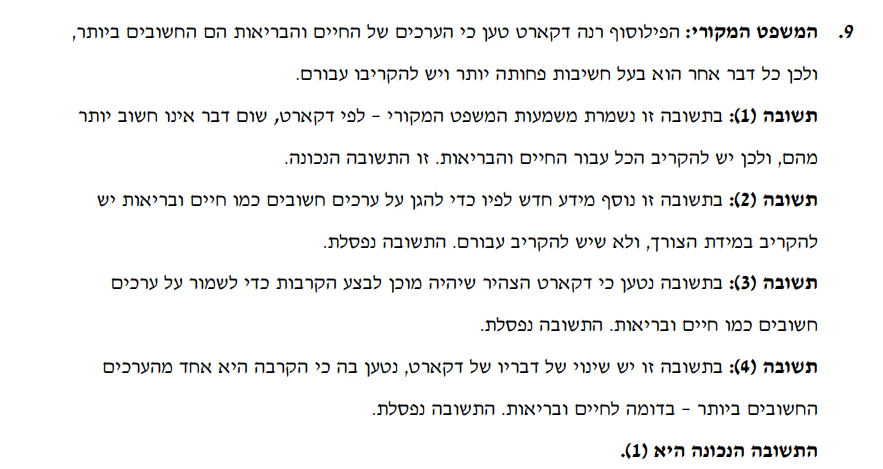 9. המשפט המקורי: הפילוסוף רנה דקארט טען כי הערכים של החיים והבריאות הם החשובים ביותר,
ולכן כל דבר אחר הוא בעל חשיבות פחותה יותר ויש להקריבו עבורם.
תשובה (1): בתשובה זו נשמרת משמעות המשפט המקורי – לפי דקארט, שום דבר אינו חשוב יותר
מהם, ולכן יש להקריב הכל עבור החיים והבריאות. זו התשובה הנכונה.
תשובה (2): בתשובה זו נוסף מידע חדש לפיו כדי להגן על ערכים חשובים כמו חיים ובריאות יש
להקריב במידת הצורך, ולא שיש להקריב עבורם. התשובה נפסלת.
תשובה (3): בתשובה נטען כי דקארט הצהיר שיהיה מוכן לבצע הקרבות כדי לשמור על ערכים
חשובים כמו חיים ובריאות. התשובה נפסלת.
תשובה (4): בתשובה זו יש שינוי של דבריו של דקארט, נטען בה כי הקרבה היא אחד מהערכים
החשובים ביותר – בדומה לחיים ובריאות. התשובה נפסלת.
התשובה הנכונה היא (1).